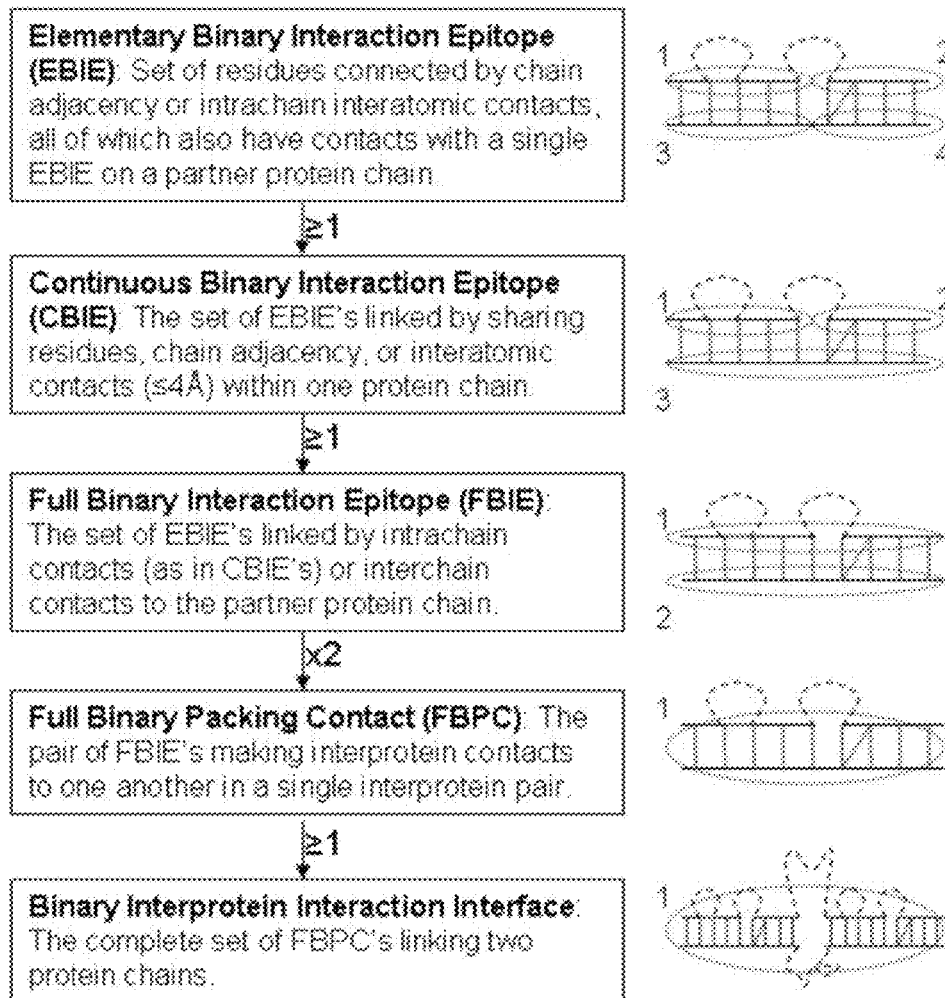 Elementary Binary Interaction Epitope
(EBIE): Set of residues connected by chain
adjacency or intrachain interatomic contacts,
all of which also have contacts with a single
EBIE on a partner protein chain.
1 2
3 4
≥1
Continuous Binary Interaction Epitope
(CBIE): The set of EBIE's linked by sharing
residues, chain adjacency, or interatomic
contacts (≤4Å) within one protein chain.
1 2
3
≥1
Full Binary Interaction Epitope (FBIE):
The set of EBIE's linked by intrachain
contacts (as in CBIE's) or interchain
contacts to the partner protein chain.
1
2
x2
Full Binary Packing Contact (FBPC): The
pair of FBIE's making interprotein contacts
to one another in a single interprotein pair.
1
≥1
Binary Interprotein Interaction Interface:
The complete set of FBPC's linking two
protein chains.
1